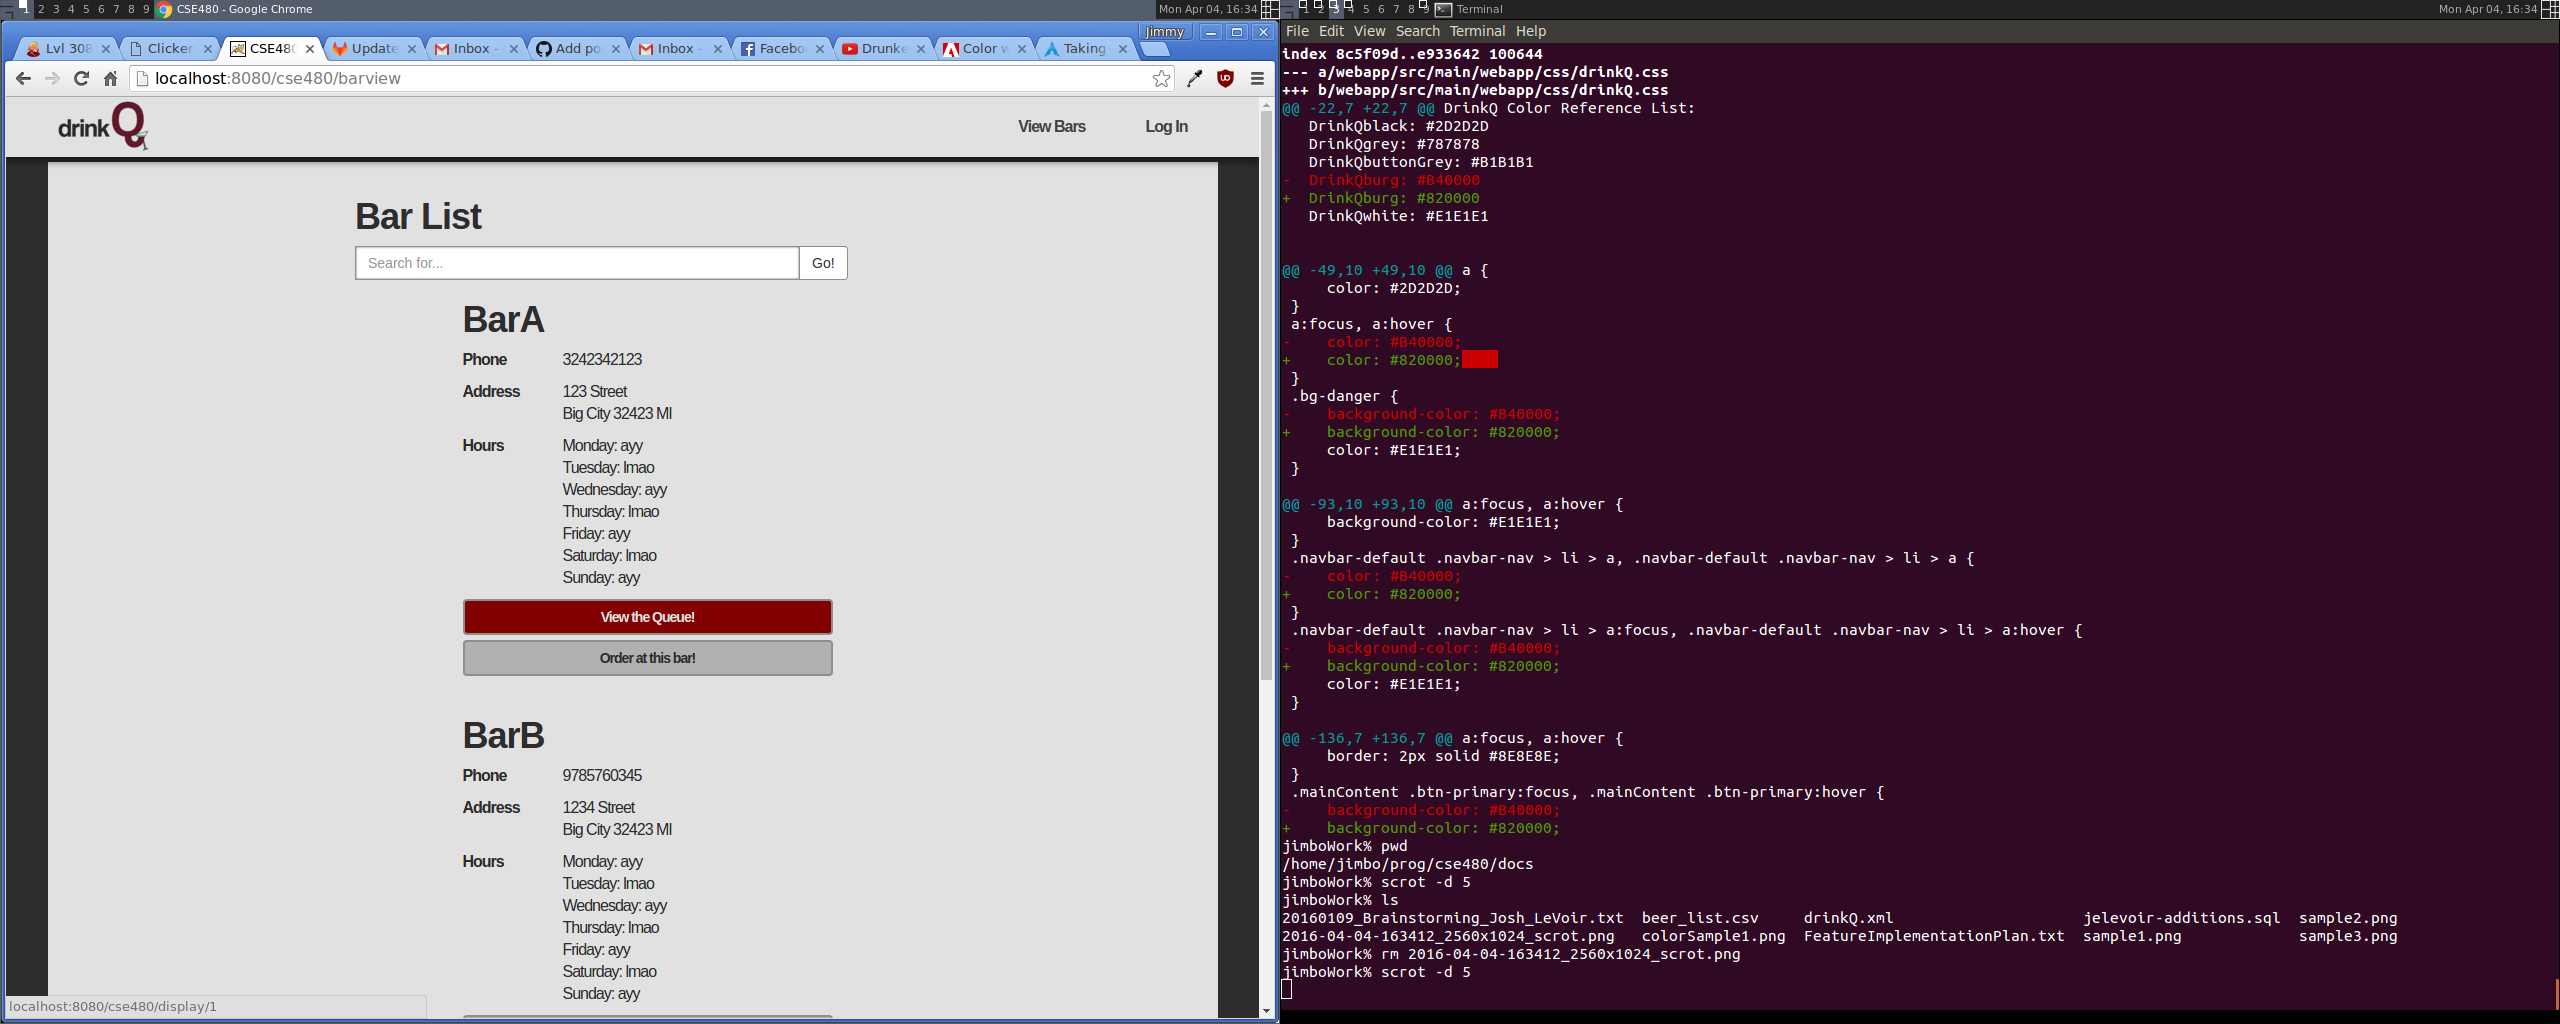 1 2 3 4 5 6 7 8 9 CSE480 - Google Chrome
Mon Apr 04, 16:34
Jimmy
Lvl 308
Clicker
CSE480
Update
Inbox -
Add po
Inbox -
Facebo
Drunke
Color w
Taking
localhost:8080/cse480/barview
drinkQ
View Bars
Log In
Bar List
Search for...
Go!
BarA
Phone 3242342123
Address 123 Street
Big City 32423 MI
Hours Monday: ayy
Tuesday: lmao
Wednesday: ayy
Thursday: lmao
Friday: ayy
Saturday: lmao
Sunday: ayy
View the Queue!
Order at this bar!
BarB
Phone 9785760345
Address 1234 Street
Big City 32423 MI
Hours Monday: ayy
Tuesday: lmao
Wednesday: ayy
Thursday: lmao
Friday: ayy
Saturday: lmao
Sunday: ayy
localhost:8080/cse480/display/1
1 2 3 4 5 6 7 8 9 Terminal
Mon Apr 04, 16:34
File Edit View Search Terminal Help
index 8c5f09d..e933642 100644
--- a/webapp/src/main/webapp/css/drinkQ.css
+++ b/webapp/src/main/webapp/css/drinkQ.css
@@ -22,7 +22,7 @@ DrinkQ Color Reference List:
DrinkQblack: #2D2D2D
DrinkQgrey: #787878
DrinkQbuttonGrey: #B1B1B1
- DrinkQburg: #B40000
+ DrinkQburg: #820000
DrinkQwhite: #E1E1E1
@@ -49,10 +49,10 @@ a {
color: #2D2D2D;
}
a:focus, a:hover {
- color: #B40000;
+ color: #820000;
}
.bg-danger {
- background-color: #B40000;
+ background-color: #820000;
color: #E1E1E1;
}
@@ -93,10 +93,10 @@ a:focus, a:hover {
background-color: #E1E1E1;
}
.navbar-default .navbar-nav > li > a, .navbar-default .navbar-nav > li > a {
- color: #B40000;
+ color: #820000;
}
.navbar-default .navbar-nav > li > a:focus, .navbar-default .navbar-nav > li > a:hover {
- background-color: #B40000;
+ background-color: #820000;
color: #E1E1E1;
}
@@ -136,7 +136,7 @@ a:focus, a:hover {
border: 2px solid #8E8E8E;
}
.mainContent .btn-primary:focus, .mainContent .btn-primary:hover {
- background-color: #B40000;
+ background-color: #820000;
jimboWork% pwd
/home/jimbo/prog/cse480/docs
jimboWork% scrot -d 5
jimboWork% ls
20160109_Brainstorming_Josh_LeVoir.txt beer_list.csv drinkQ.xml jelevoir-additions.sql sample2.png
2016-04-04-163412_2560x1024_scrot.png colorSample1.png FeatureImplementationPlan.txt sample1.png sample3.png
jimboWork% rm 2016-04-04-163412_2560x1024_scrot.png
jimboWork% scrot -d 5